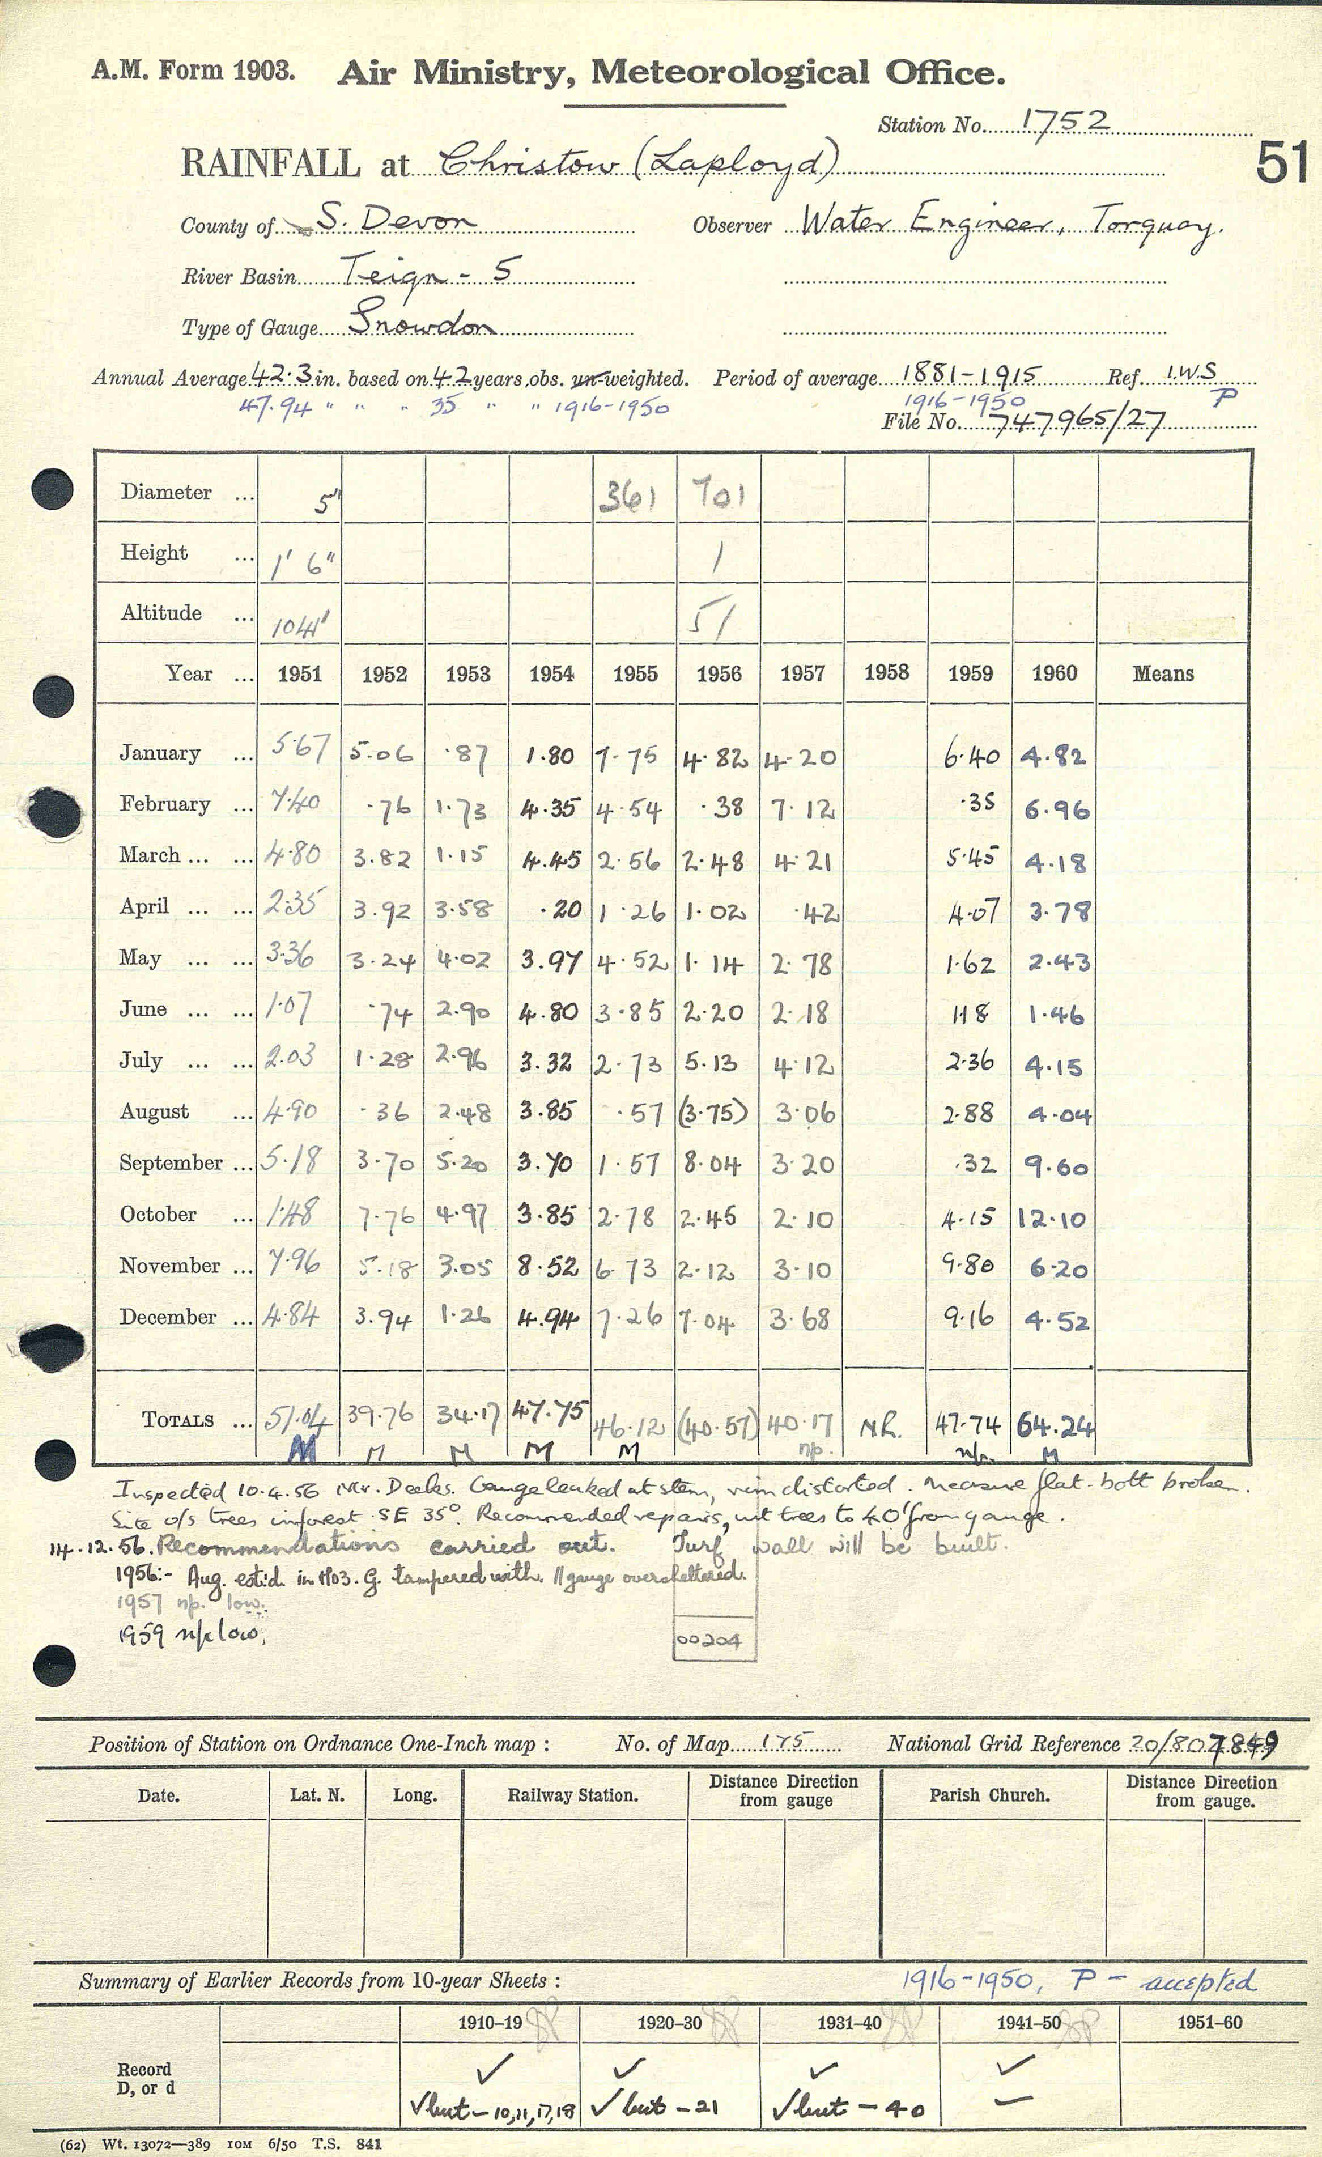 A.M. Form 1903. Air Ministry, Meteorological Office.
Station No. 1752
51
RAINFALL at Christow (Laployd)
County of S. Devon Observer Water Engineer, Torquay.
River Basin Teign - 5
Type of Gauge Snowdon
Annual Average 42.3 in. based on 42 years obs. un-weighted. Period of average 1881-1915 Ref. I.W.S
47.94 " " " 35 " " 1916-1950 1916-1950 P
File No. 747965/27
Diameter ... 5" 361 701
Height ... 1' 6" 1
Altitude ... 1041' 51
Year ... 1951 1952 1953 1954 1955 1956 1957 1958 1959 1960 Means
January ... 5.67 5.06 .87 1.80 7.75 4.82 4.20 6.40 4.82
February ... 7.40 .76 1.73 4.35 4.54 .38 7.12 .35 6.96
March ... ... 4.80 3.82 1.15 4.45 2.56 2.48 4.21 5.45 4.18
April ... ... 2.35 3.92 3.58 .20 1.26 1.02 .42 4.07 3.78
May ... ... 3.36 3.24 4.02 3.97 4.52 1.14 2.78 1.62 2.43
June ... ... 1.07 .74 2.90 4.80 3.85 2.20 2.18 1.18 1.46
July ... ... 2.03 1.28 2.96 3.32 2.73 5.13 4.12 2.36 4.15
August ... 4.90 .36 2.48 3.85 .57 (3.75) 3.06 2.88 4.04
September ... 5.18 3.70 5.20 3.70 1.57 8.04 3.20 .32 9.60
October ... 1.48 7.76 4.97 3.85 2.78 2.45 2.10 4.15 12.10
November ... 7.96 5.18 3.05 8.52 6.73 2.12 3.10 9.80 6.20
December ... 4.84 3.94 1.26 4.94 7.26 7.04 3.68 9.16 4.52
TOTALS ... 51.04 39.76 34.17 47.75 46.12 (40.57) 40.17 N.R. 47.74 64.24
M M M M M np. n/p. M
Inspected 10.4.56 Mr. Deeks. Gauge leaked at stem, rim distorted. Measure flat-bott broken.
Site o/s trees in forest SE 35°. Recommended repairs, cut trees to 40' from gauge.
14.12.56. Recommendations carried out. Turf wall will be built.
1956:- Aug. est'd. in 1103. G. tampered with. // gauge oversheltered.
1957 np. low.
1959 n/p low.
00204
Position of Station on Ordnance One-Inch map : No. of Map 175 National Grid Reference 20/80
Date. Lat. N. Long. Railway Station. Distance Direction from gauge Parish Church. Distance Direction from gauge.
Summary of Earlier Records from 10-year Sheets : 1916-1950, P - accepted
1910-19 1920-30 1931-40 1941-50 1951-60
Record ✓ ✓ ✓ ✓
D, or d ✓ but - 10,11,17,18 ✓ but - 21 ✓ but - 40 —
(62) Wt. 13072—389 10M 6/50 T.S. 841